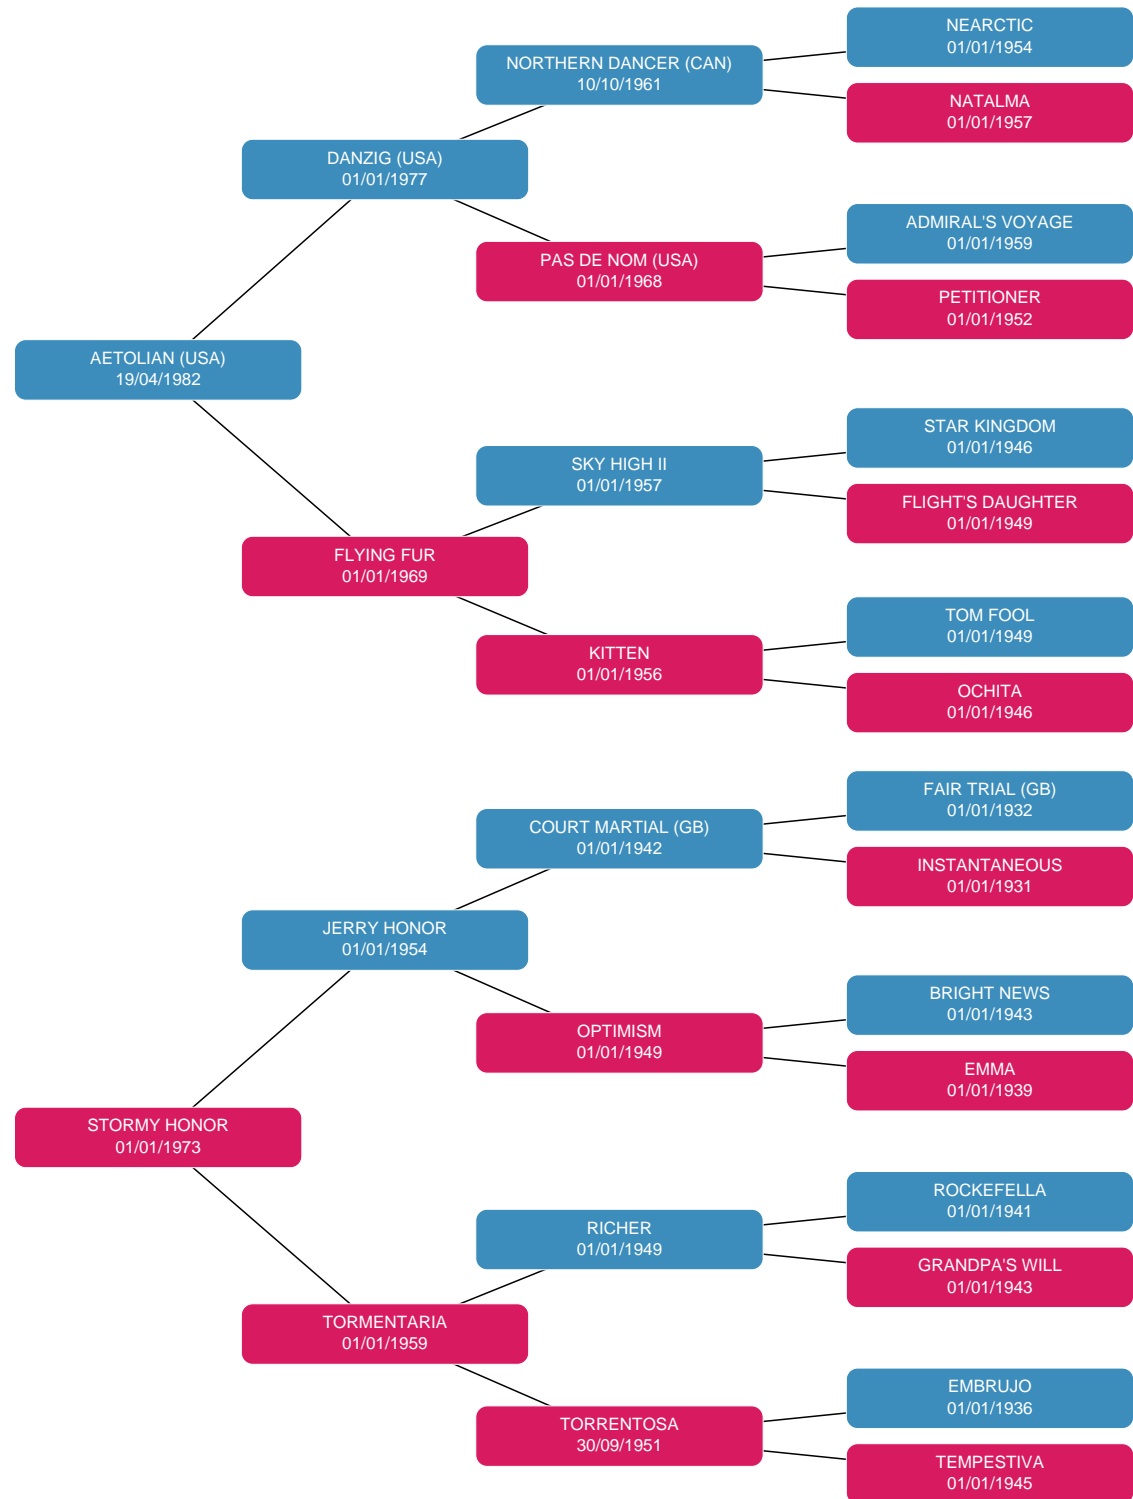 NEARCTIC
01/01/1954
NORTHERN DANCER (CAN)
10/10/1961
NATALMA
01/01/1957
DANZIG (USA)
01/01/1977
ADMIRAL'S VOYAGE
01/01/1959
PAS DE NOM (USA)
01/01/1968
PETITIONER
01/01/1952
AETOLIAN (USA)
19/04/1982
STAR KINGDOM
01/01/1946
SKY HIGH II
01/01/1957
FLIGHT'S DAUGHTER
01/01/1949
FLYING FUR
01/01/1969
TOM FOOL
01/01/1949
KITTEN
01/01/1956
OCHITA
01/01/1946
FAIR TRIAL (GB)
01/01/1932
COURT MARTIAL (GB)
01/01/1942
INSTANTANEOUS
01/01/1931
JERRY HONOR
01/01/1954
BRIGHT NEWS
01/01/1943
OPTIMISM
01/01/1949
EMMA
01/01/1939
STORMY HONOR
01/01/1973
ROCKEFELLA
01/01/1941
RICHER
01/01/1949
GRANDPA'S WILL
01/01/1943
TORMENTARIA
01/01/1959
EMBRUJO
01/01/1936
TORRENTOSA
30/09/1951
TEMPESTIVA
01/01/1945